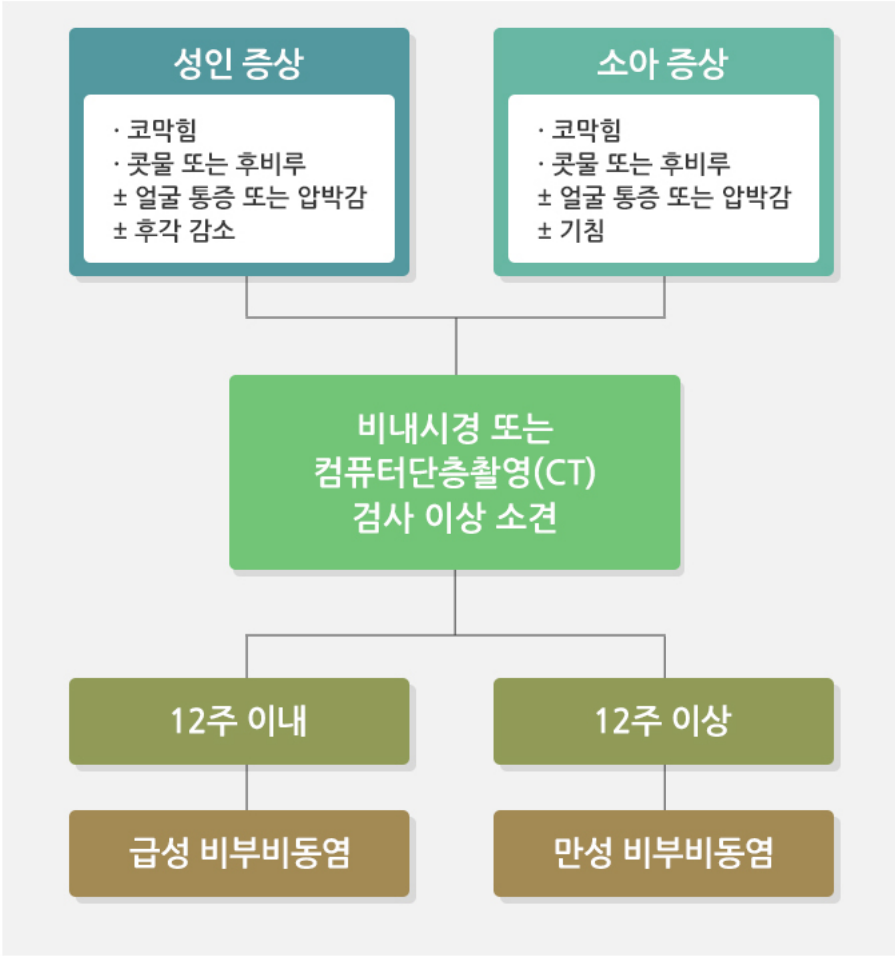 성인 증상
· 코막힘
· 콧물 또는 후비루
± 얼굴 통증 또는 압박감
± 후각 감소
소아 증상
· 코막힘
· 콧물 또는 후비루
± 얼굴 통증 또는 압박감
± 기침
비내시경 또는
컴퓨터단층촬영(CT)
검사 이상 소견
12주 이내
12주 이상
급성 비부비동염
만성 비부비동염